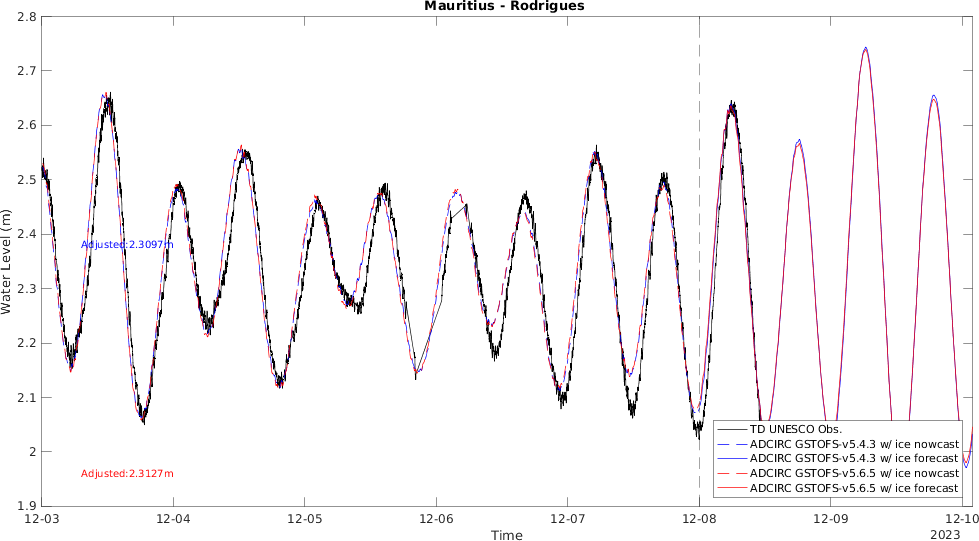 Mauritius - Rodrigues
2.8
2.7
2.6
2.5
2.4
2.3
2.2
2.1
2
1.9
Water Level (m)
Adjusted:2.3097m
Adjusted:2.3127m
TD UNESCO Obs.
ADCIRC GSTOFS-v5.4.3 w/ ice nowcast
ADCIRC GSTOFS-v5.4.3 w/ ice forecast
ADCIRC GSTOFS-v5.6.5 w/ ice nowcast
ADCIRC GSTOFS-v5.6.5 w/ ice forecast
12-03 12-04 12-05 12-06 12-07 12-08 12-09 12-10
Time
2023